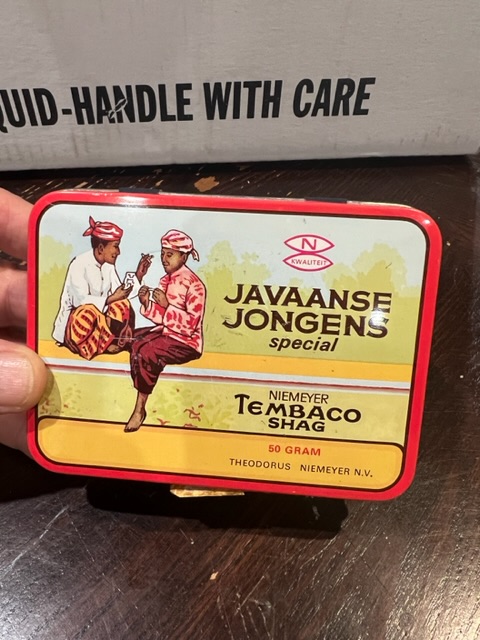 QUID-HANDLE WITH CARE
N
KWALITEIT
JAVAANSE
JONGENS
special
NIEMEYER
TEMBACO
SHAG
50 GRAM
THEODORUS NIEMEYER N.V.